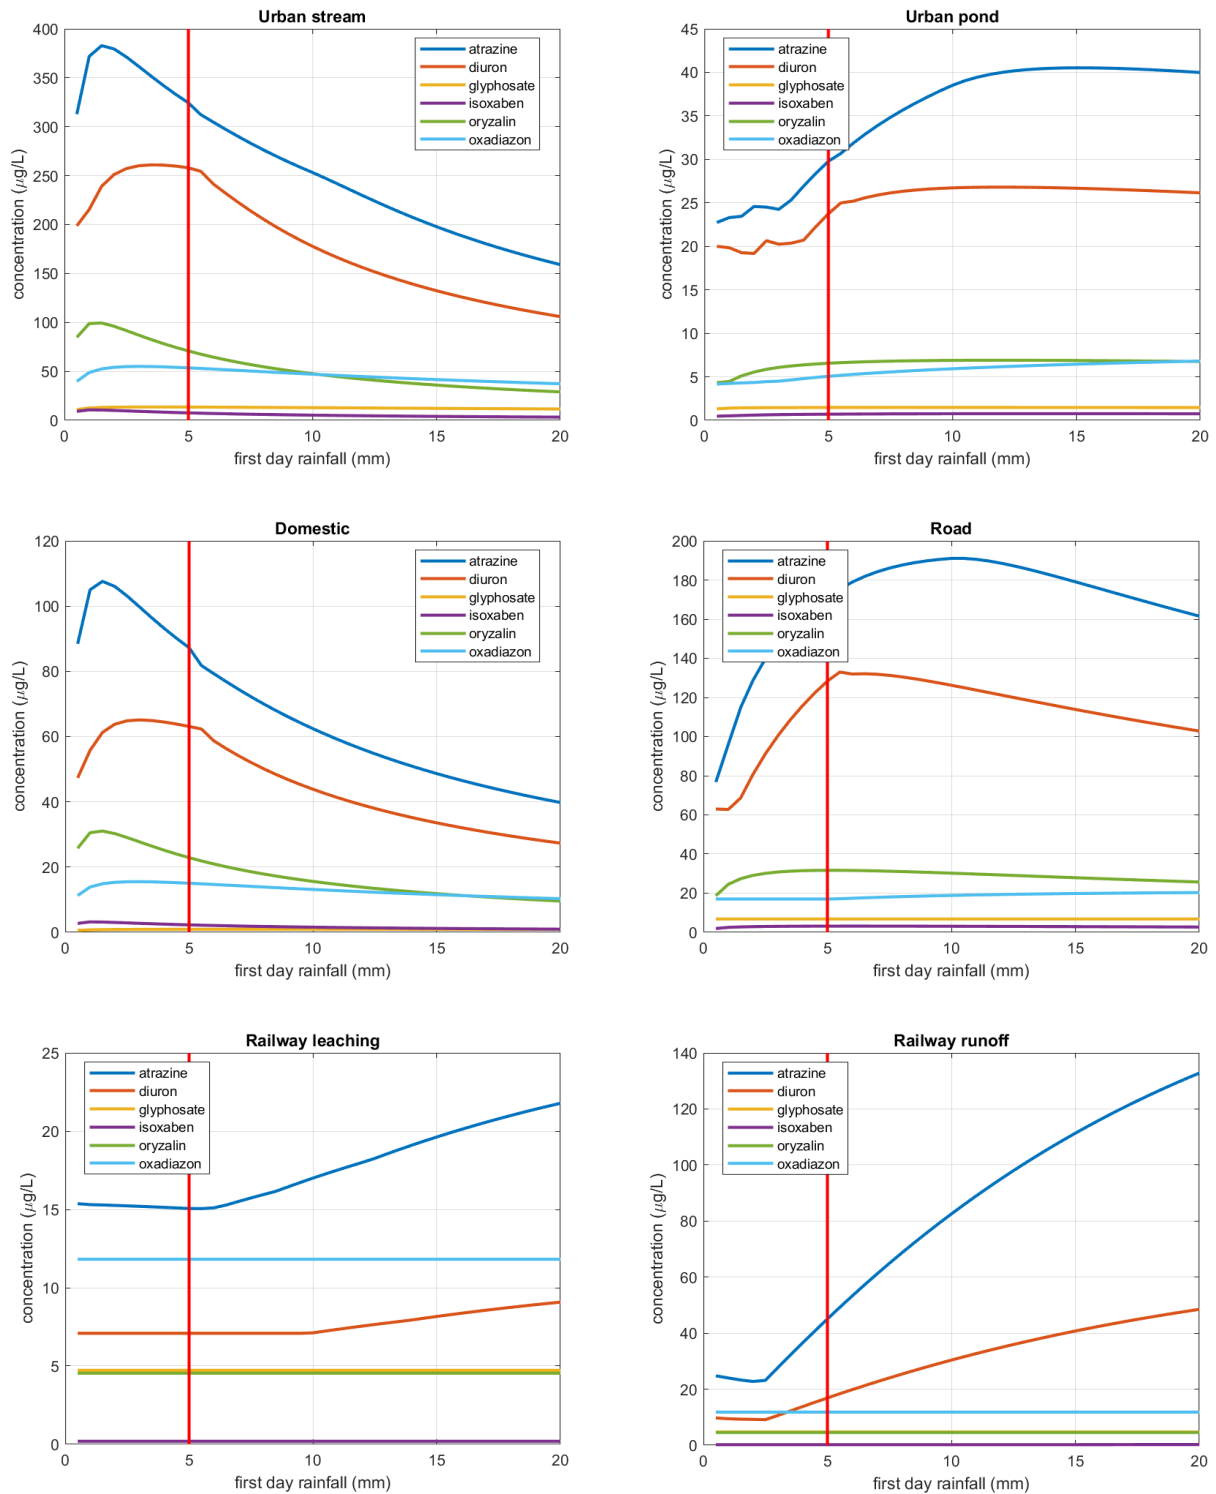 Urban stream
400
350
300
250
200
150
100
50
0
0 5 10 15 20
concentration (μg/L)
first day rainfall (mm)
atrazine
diuron
glyphosate
isoxaben
oryzalin
oxadiazon
Urban pond
45
40
35
30
25
20
15
10
5
0
0 5 10 15 20
concentration (μg/L)
first day rainfall (mm)
atrazine
diuron
glyphosate
isoxaben
oryzalin
oxadiazon
Domestic
120
100
80
60
40
20
0
0 5 10 15 20
concentration (μg/L)
first day rainfall (mm)
atrazine
diuron
glyphosate
isoxaben
oryzalin
oxadiazon
Road
200
180
160
140
120
100
80
60
40
20
0
0 5 10 15 20
concentration (μg/L)
first day rainfall (mm)
atrazine
diuron
glyphosate
isoxaben
oryzalin
oxadiazon
Railway leaching
25
20
15
10
5
0
0 5 10 15 20
concentration (μg/L)
first day rainfall (mm)
atrazine
diuron
glyphosate
isoxaben
oryzalin
oxadiazon
Railway runoff
140
120
100
80
60
40
20
0
0 5 10 15 20
concentration (μg/L)
first day rainfall (mm)
atrazine
diuron
glyphosate
isoxaben
oryzalin
oxadiazon